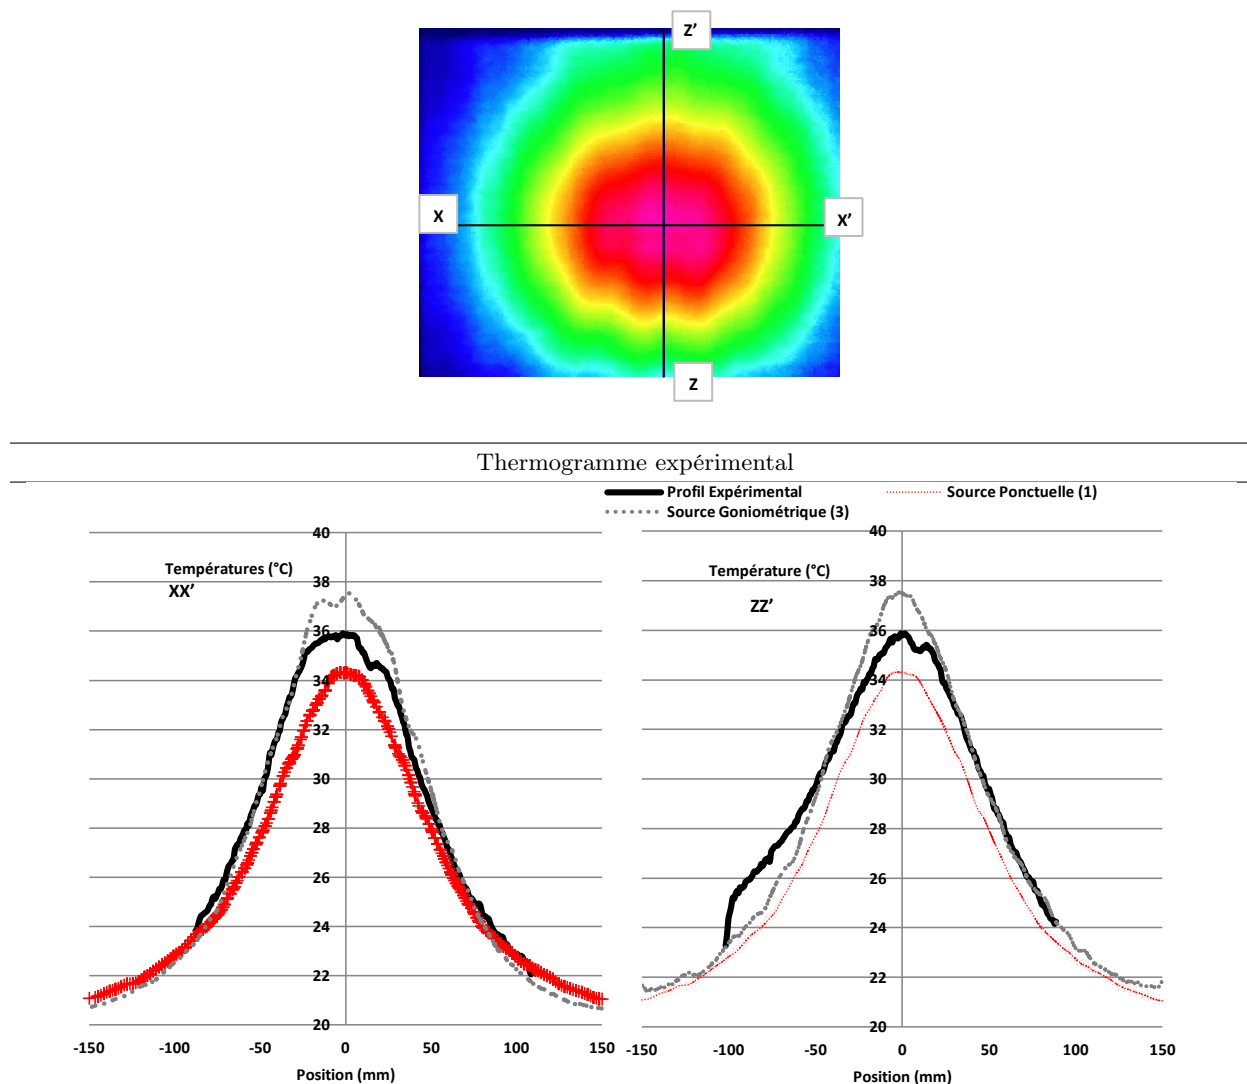 Z'
X
X'
Z
Thermogramme expérimental
Profil Expérimental
Source Ponctuelle (1)
Source Goniométrique (3)
40
38
36
34
32
30
28
26
24
22
20
Températures (°C)
XX'
-150
-100
-50
0
50
100
150
Position (mm)
40
38
36
34
32
30
28
26
24
22
20
Température (°C)
ZZ'
-150
-100
-50
0
50
100
150
Position (mm)